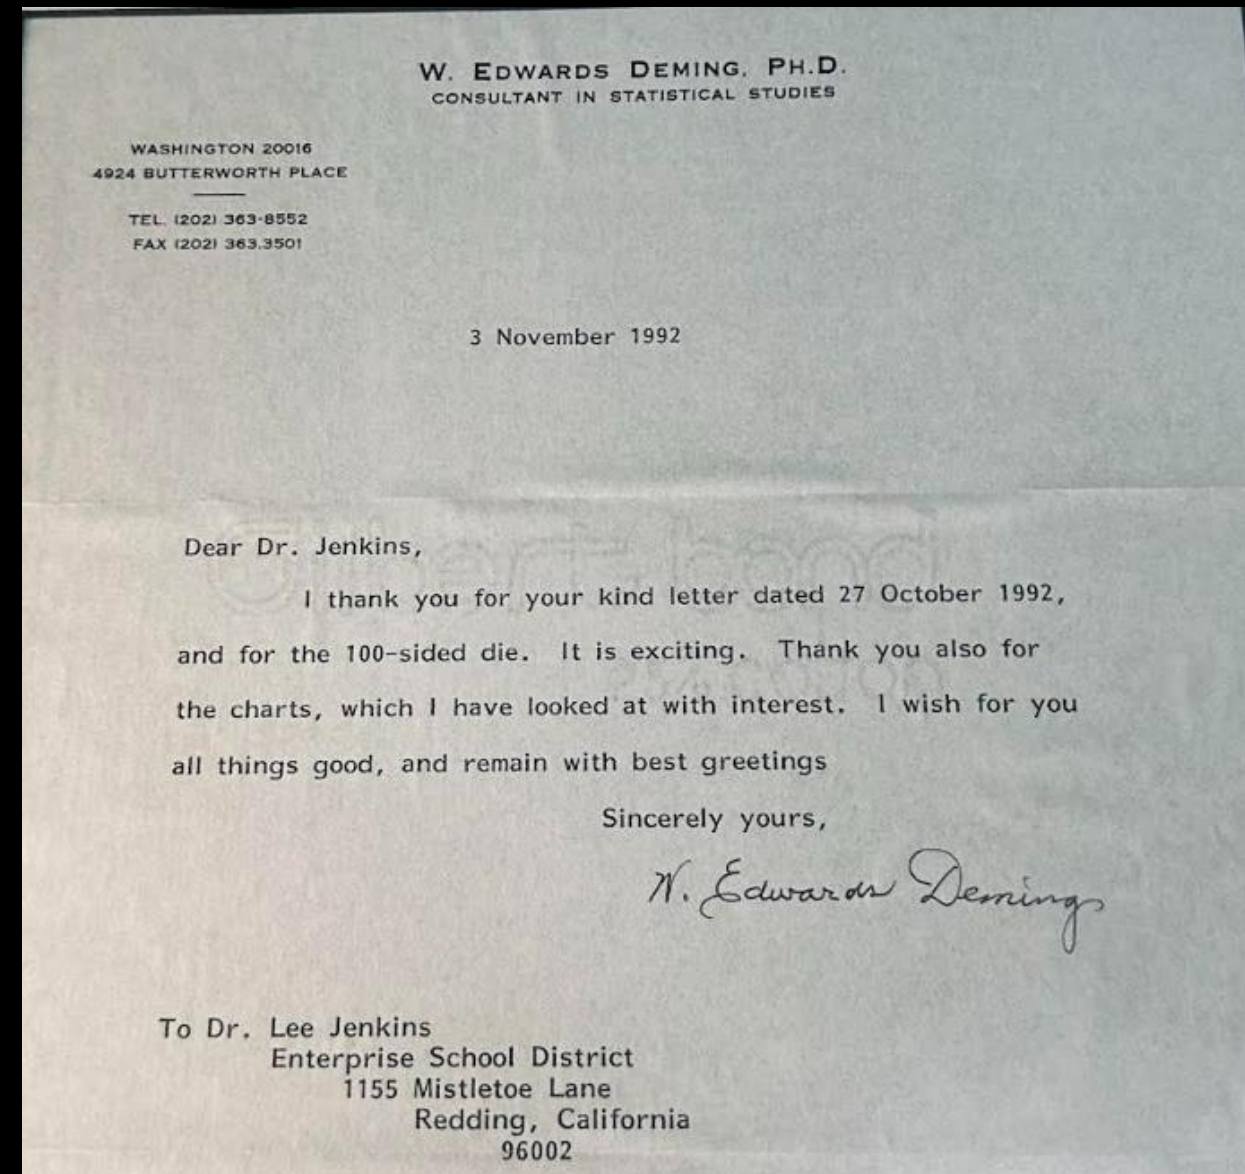 W. EDWARDS DEMING, PH.D.
CONSULTANT IN STATISTICAL STUDIES
WASHINGTON 20016
4924 BUTTERWORTH PLACE
TEL. (202) 363-8552
FAX (202) 363.3501
3 November 1992
Dear Dr. Jenkins,
I thank you for your kind letter dated 27 October 1992,
and for the 100-sided die. It is exciting. Thank you also for
the charts, which I have looked at with interest. I wish for you
all things good, and remain with best greetings
Sincerely yours,
W. Edwards Deming
To Dr. Lee Jenkins
Enterprise School District
1155 Mistletoe Lane
Redding, California
96002